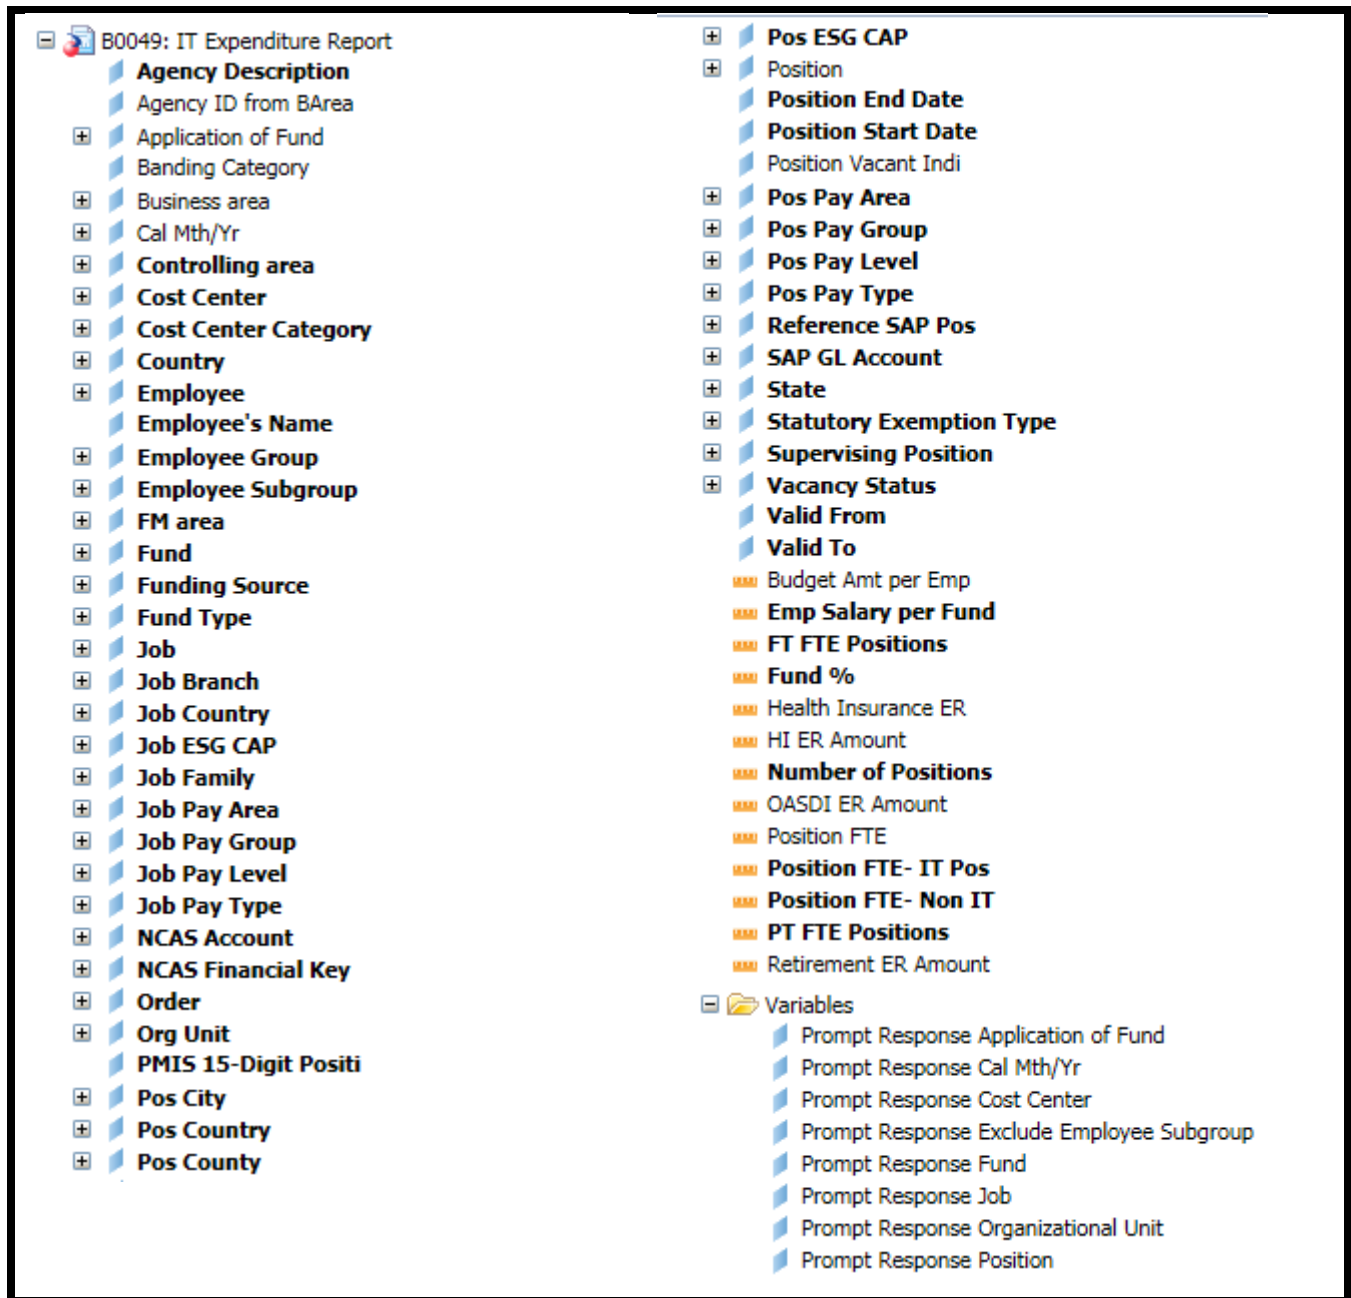 B0049: IT Expenditure Report
Agency Description
Agency ID from BArea
Application of Fund
Banding Category
Business area
Cal Mth/Yr
Controlling area
Cost Center
Cost Center Category
Country
Employee
Employee's Name
Employee Group
Employee Subgroup
FM area
Fund
Funding Source
Fund Type
Job
Job Branch
Job Country
Job ESG CAP
Job Family
Job Pay Area
Job Pay Group
Job Pay Level
Job Pay Type
NCAS Account
NCAS Financial Key
Order
Org Unit
PMIS 15-Digit Positi
Pos City
Pos Country
Pos County
Pos ESG CAP
Position
Position End Date
Position Start Date
Position Vacant Indi
Pos Pay Area
Pos Pay Group
Pos Pay Level
Pos Pay Type
Reference SAP Pos
SAP GL Account
State
Statutory Exemption Type
Supervising Position
Vacancy Status
Valid From
Valid To
Budget Amt per Emp
Emp Salary per Fund
FT FTE Positions
Fund %
Health Insurance ER
HI ER Amount
Number of Positions
OASDI ER Amount
Position FTE
Position FTE- IT Pos
Position FTE- Non IT
PT FTE Positions
Retirement ER Amount
Variables
Prompt Response Application of Fund
Prompt Response Cal Mth/Yr
Prompt Response Cost Center
Prompt Response Exclude Employee Subgroup
Prompt Response Fund
Prompt Response Job
Prompt Response Organizational Unit
Prompt Response Position